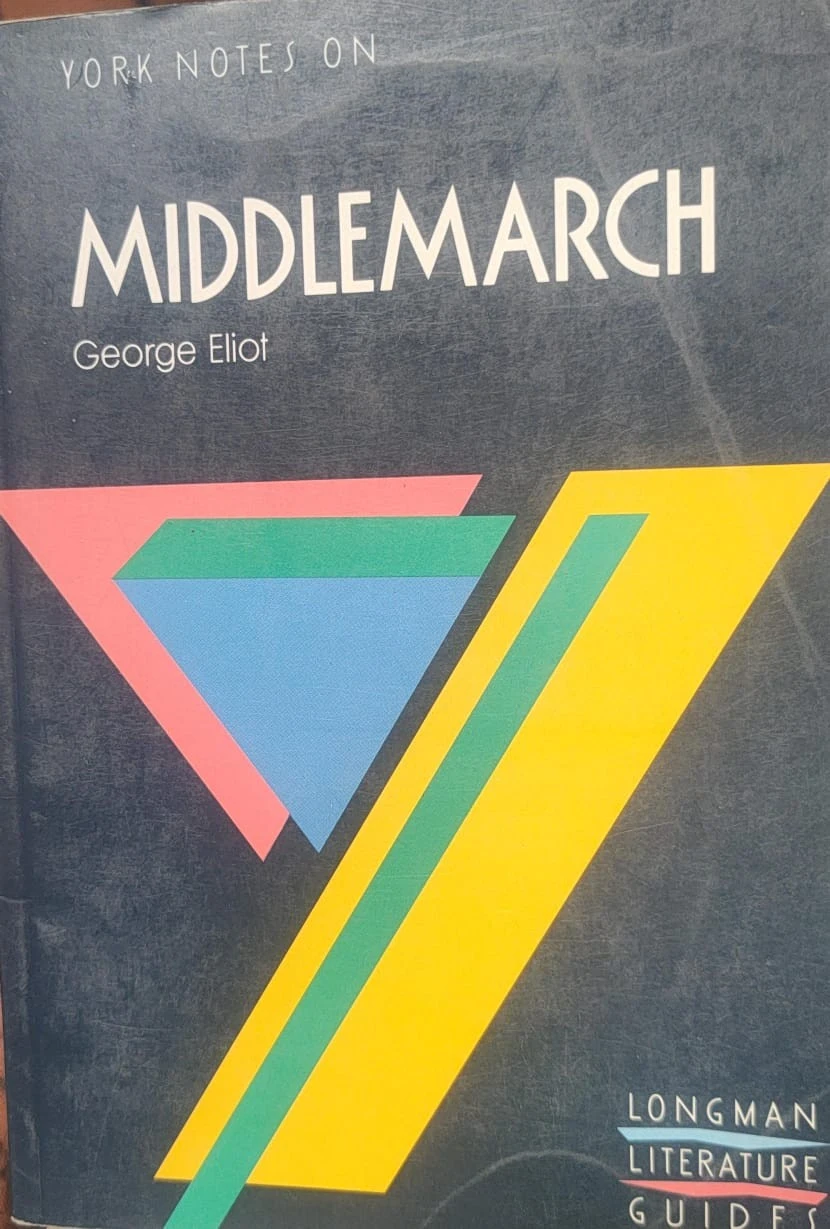 YORK NOTES ON
MIDDLEMARCH
George Eliot
LONGMAN
LITERATURE
GUIDES